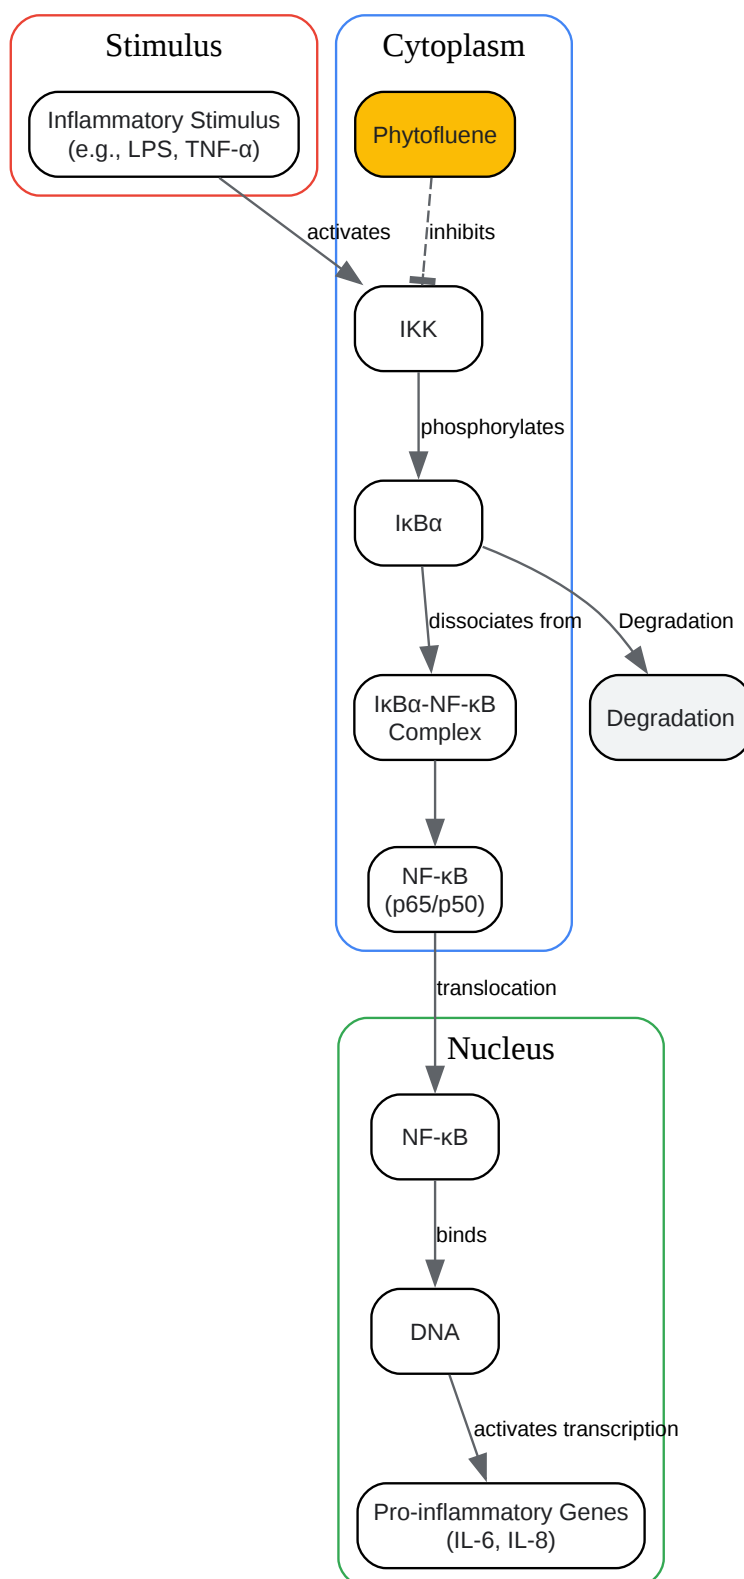 Stimulus
Cytoplasm
Inflammatory Stimulus
(e.g., LPS, TNF-α)
Phytofluene
activates
inhibits
IKK
phosphorylates
IκBα
dissociates from
Degradation
IκBα-NF-κB
Complex
Degradation
NF-κB
(p65/p50)
translocation
Nucleus
NF-κB
binds
DNA
activates transcription
Pro-inflammatory Genes
(IL-6, IL-8)